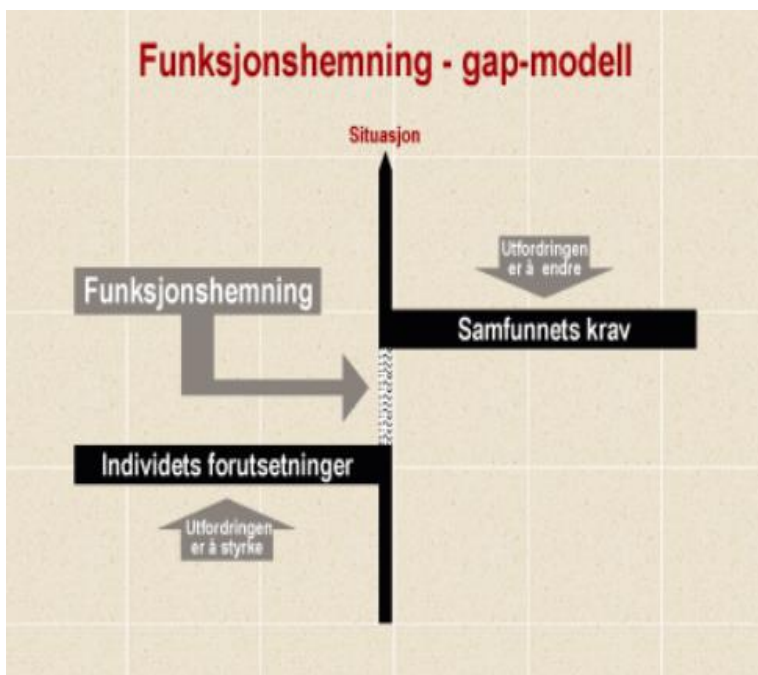 Funksjonshemning - gap-modell
Situasjon
Utfordringen
er å endre
Funksjonshemning
Samfunnets krav
Individets forutsetninger
Utfordringen
er å styrke